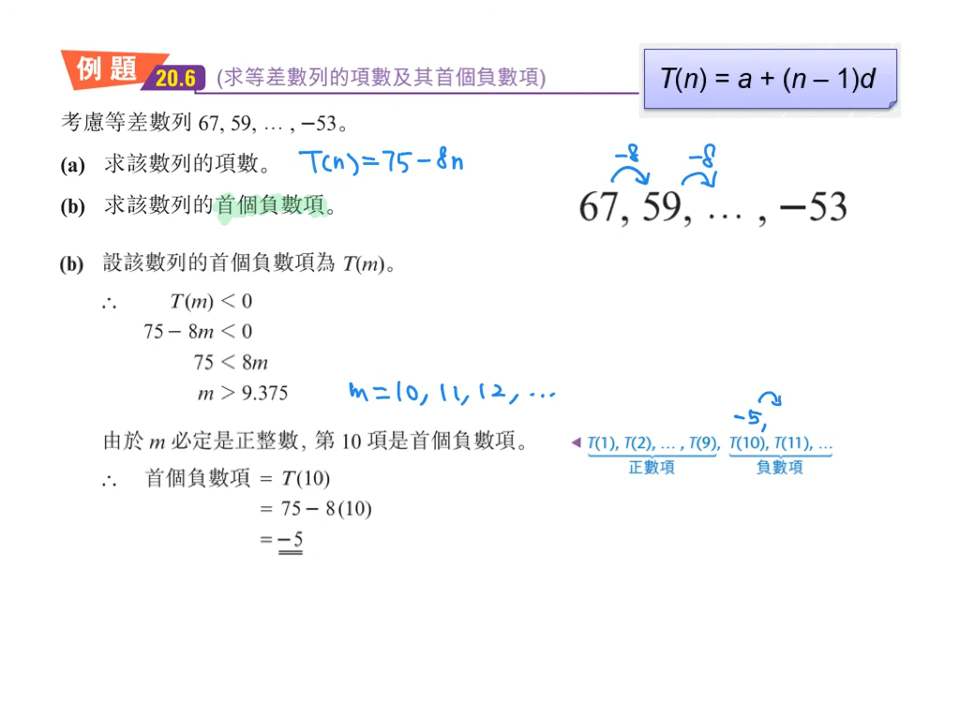 例題 20.6 (求等差數列的項數及其首個負數項)
T(n) = a + (n – 1)d
考慮等差數列 67, 59, … , −53。
(a) 求該數列的項數。 T(n)=75-8n
(b) 求該數列的首個負數項。
-8 -8
67, 59, … , −53
(b) 設該數列的首個負數項為 T(m)。
∴ T(m) < 0
75 − 8m < 0
75 < 8m
m > 9.375 m=10, 11, 12, ...
由於 m 必定是正整數, 第 10 項是首個負數項。
-5,
◀ T(1), T(2), … , T(9), T(10), T(11), …
正數項 負數項
∴ 首個負數項 = T(10)
= 75 − 8(10)
= −5